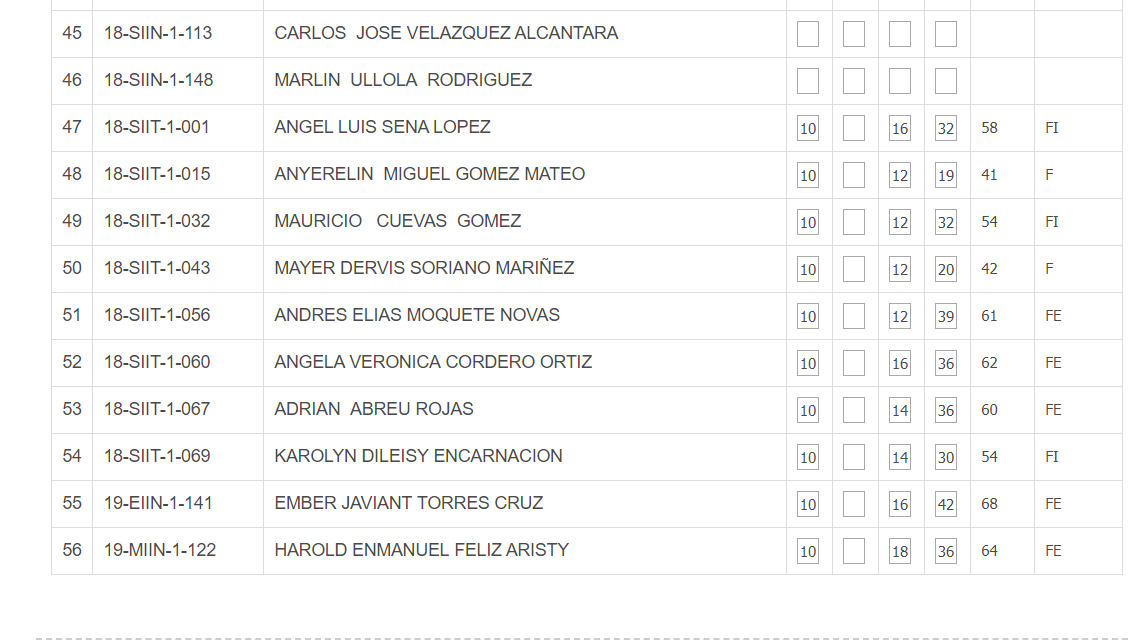 45 18-SIIN-1-113 CARLOS JOSE VELAZQUEZ ALCANTARA
46 18-SIIN-1-148 MARLIN ULLOLA RODRIGUEZ
47 18-SIIT-1-001 ANGEL LUIS SENA LOPEZ 10 16 32 58 FI
48 18-SIIT-1-015 ANYERELIN MIGUEL GOMEZ MATEO 10 12 19 41 F
49 18-SIIT-1-032 MAURICIO CUEVAS GOMEZ 10 12 32 54 FI
50 18-SIIT-1-043 MAYER DERVIS SORIANO MARIÑEZ 10 12 20 42 F
51 18-SIIT-1-056 ANDRES ELIAS MOQUETE NOVAS 10 12 39 61 FE
52 18-SIIT-1-060 ANGELA VERONICA CORDERO ORTIZ 10 16 36 62 FE
53 18-SIIT-1-067 ADRIAN ABREU ROJAS 10 14 36 60 FE
54 18-SIIT-1-069 KAROLYN DILEISY ENCARNACION 10 14 30 54 FI
55 19-EIIN-1-141 EMBER JAVIANT TORRES CRUZ 10 16 42 68 FE
56 19-MIIN-1-122 HAROLD ENMANUEL FELIZ ARISTY 10 18 36 64 FE